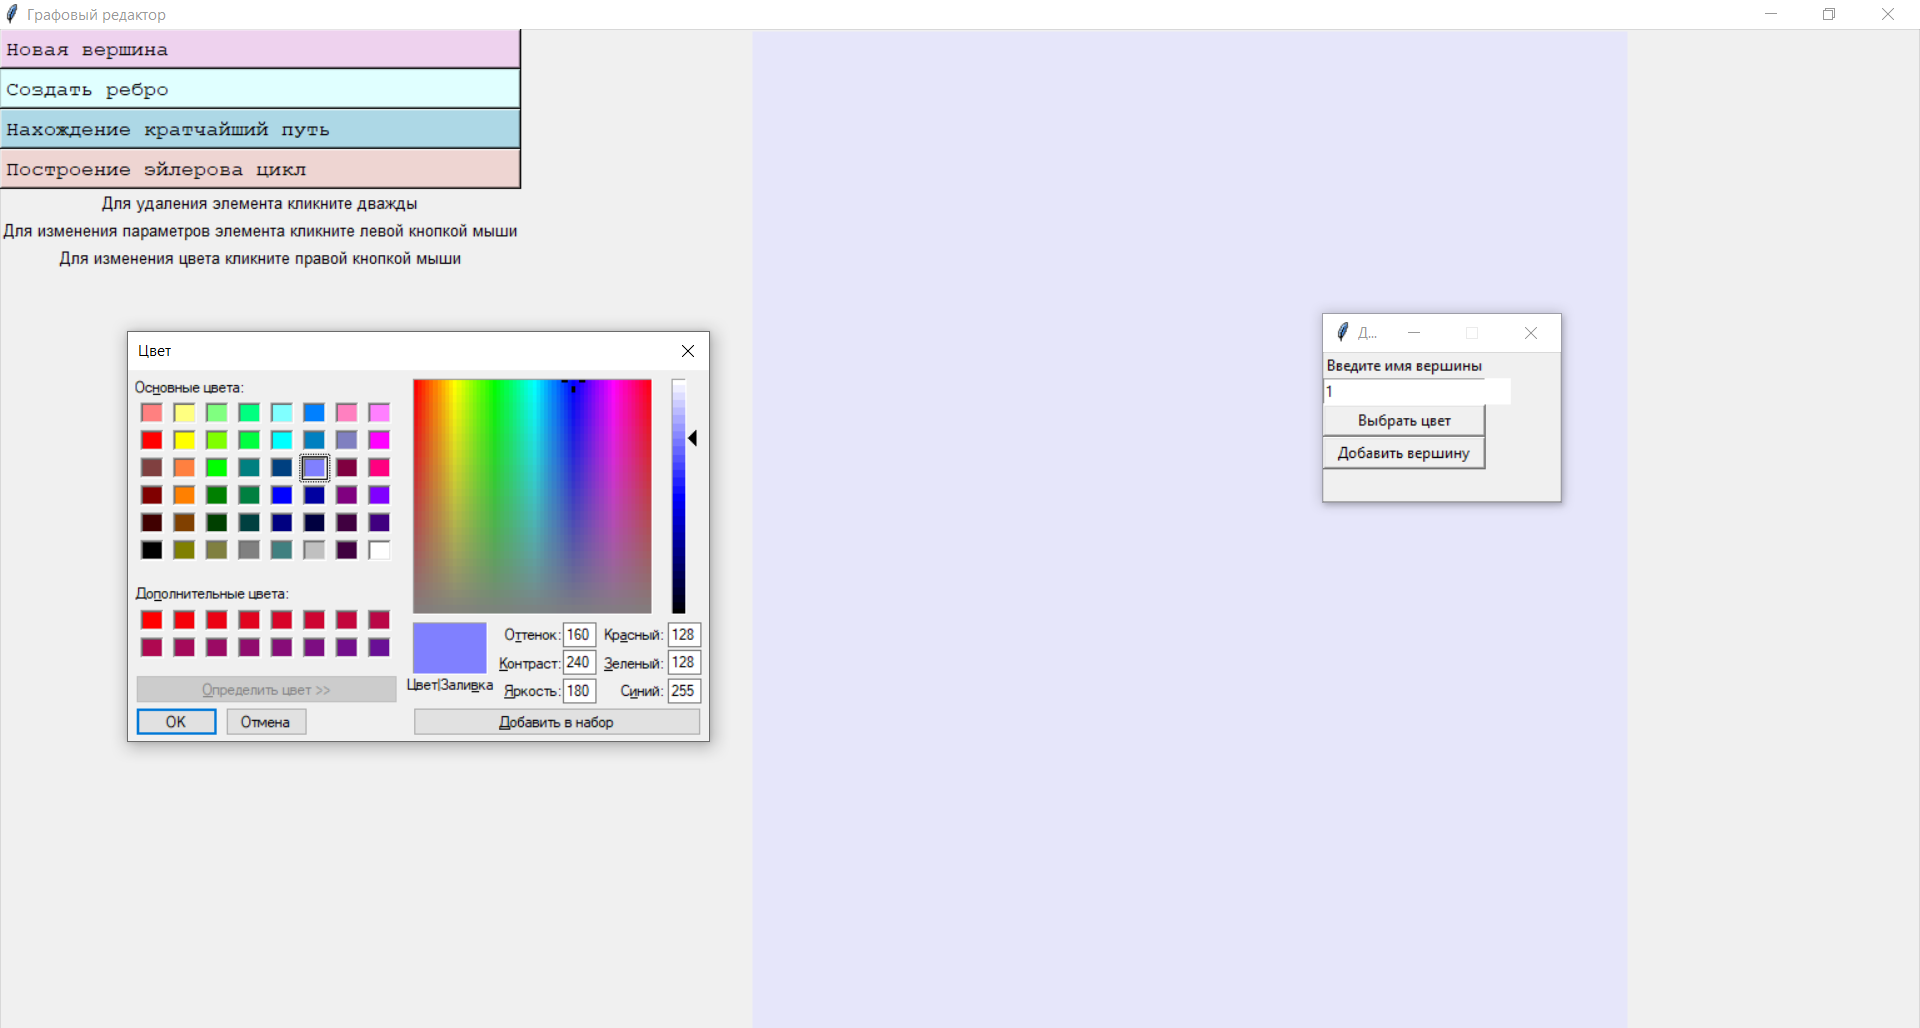 Графовый редактор
Новая вершина
Создать ребро
Нахождение кратчайший путь
Построение эйлерова цикл
Для удаления элемента кликните дважды
Для изменения параметров элемента кликните левой кнопкой мыши
Для изменения цвета кликните правой кнопкой мыши
Цвет
Основные цвета:
Дополнительные цвета:
Определить цвет >>
ОК
Отмена
Цвет|Заливка
Оттенок: 160
Красный: 128
Контраст: 240
Зеленый: 128
Яркость: 180
Синий: 255
Добавить в набор
Д...
Введите имя вершины
1
Выбрать цвет
Добавить вершину